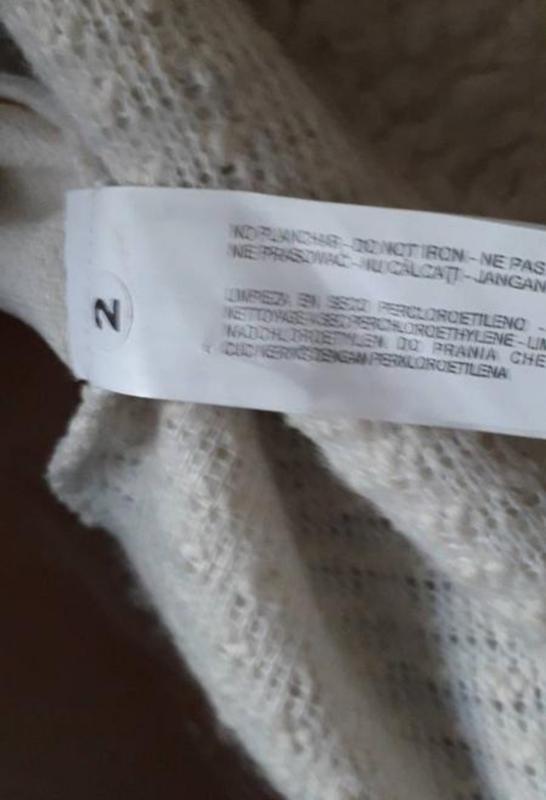 NO PLANCHAR - DO NOT IRON - NE PAS
NE PRASOWAĆ - NU CĂLCAȚI - JANGAN
LIMPIEZA EN SECO PERCLOROETILENO -
NETTOYAGE A SEC PERCHLOROETHYLENE - LIM
NADCHLOROETYLEN DO PRANIA CHE
CUCI KERING DENGAN PERKLOROETILENA
2